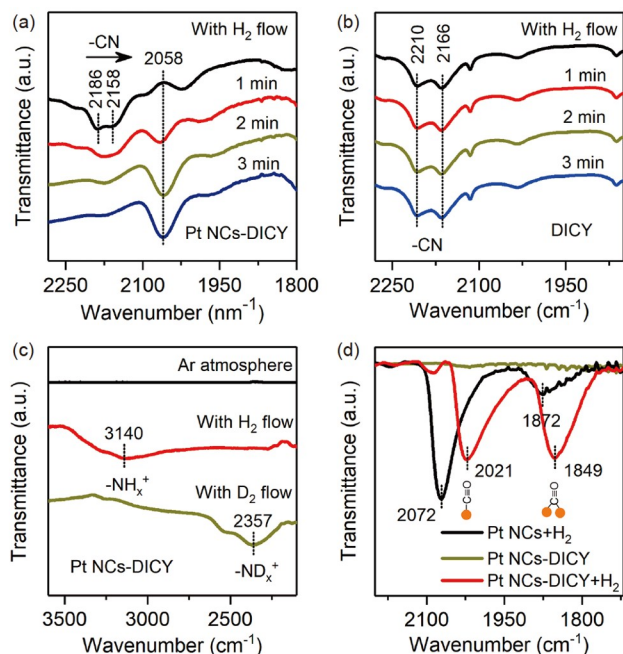 (a)
With H₂ flow
-CN
2186
2158
2058
1 min
2 min
3 min
Pt NCs-DICY
Transmittance (a.u.)
2250 2100 1950 1800
Wavenumber (nm⁻¹)
(b)
With H₂ flow
2210
2166
1 min
2 min
3 min
-CN
DICY
Transmittance (a.u.)
2250 2100 1950
Wavenumber (cm⁻¹)
(c)
Ar atmosphere
With H₂ flow
3140
-NHₓ⁺
With D₂ flow
2357
Pt NCs-DICY
-NDₓ⁺
Transmittance (a.u.)
3600 3000 2400
Wavenumber (cm⁻¹)
(d)
1872
2021
1849
2072
C≡O
C≡O
Pt NCs+H₂
Pt NCs-DICY
Pt NCs-DICY+H₂
Transmittance (a.u.)
2100 1950 1800
Wavenumber (cm⁻¹)